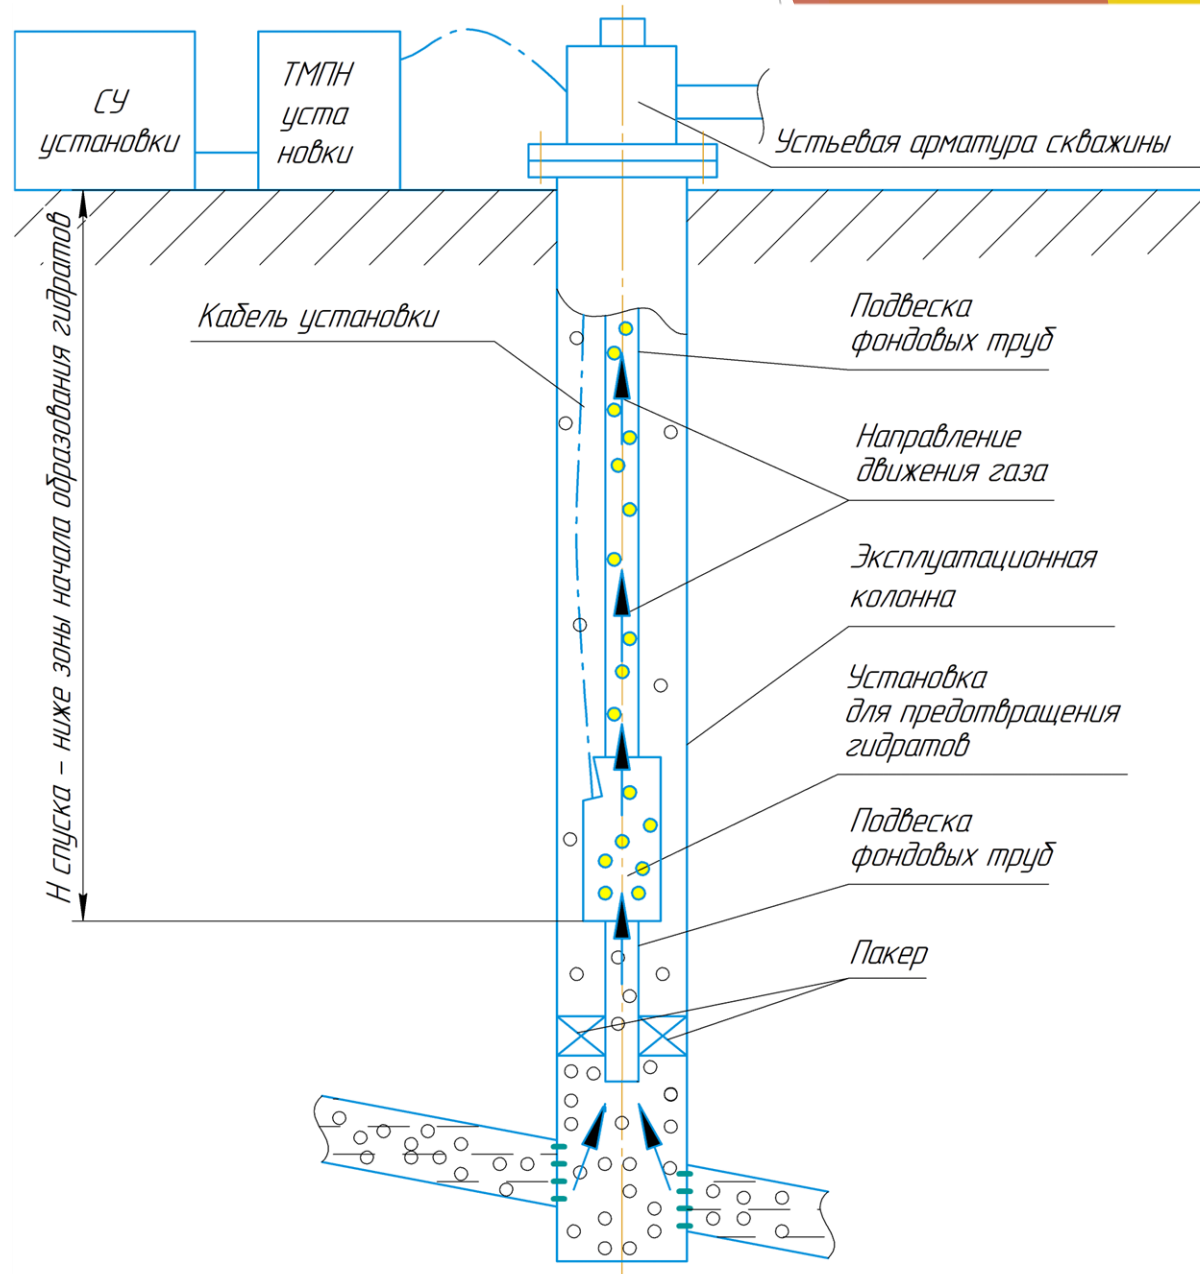 СУ
установки
ТМПН
уста
новки
Устьевая арматура скважины
Н спуска - ниже зоны начала образования гидратов
Кабель установки
Подвеска
фондовых труб
Направление
движения газа
Эксплуатационная
колонна
Установка
для предотвращения
гидратов
Подвеска
фондовых труб
Пакер